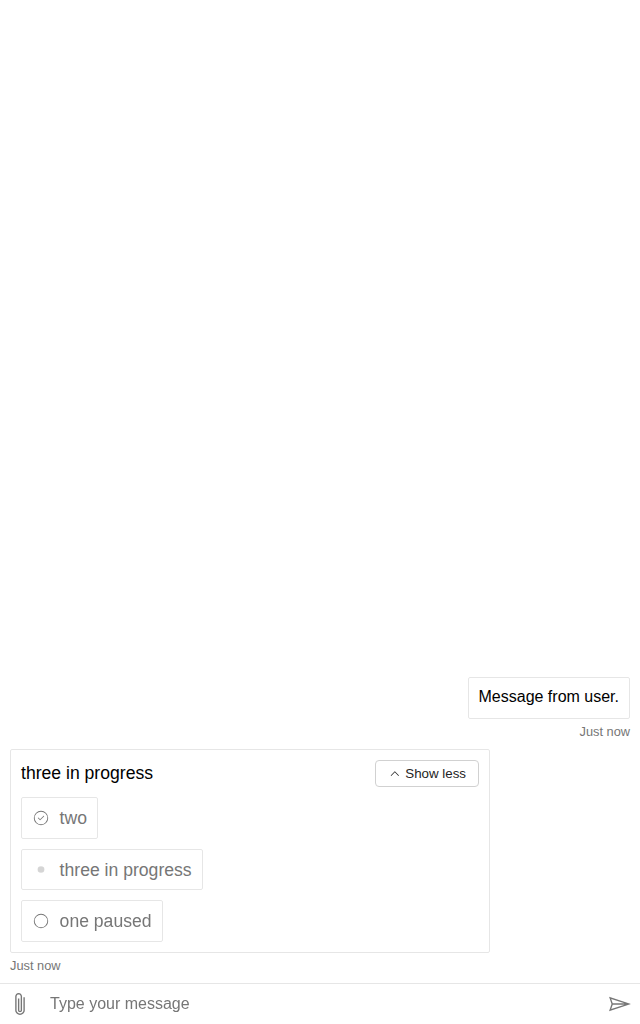 Message from user.
Just now
three in progress
Show less
two
three in progress
one paused
Just now
Type your message